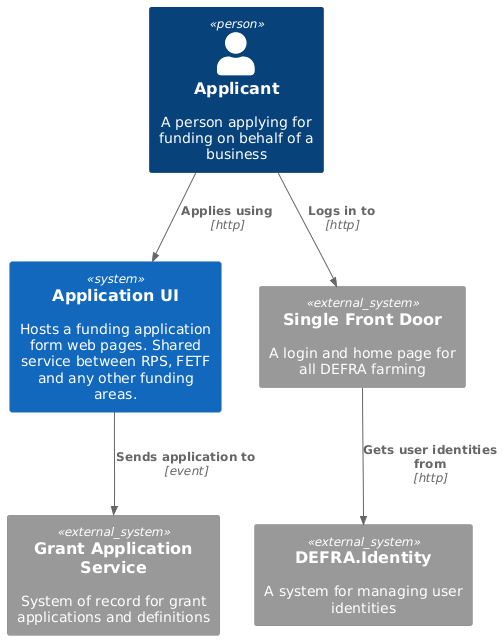 «person»
Applicant
A person applying for
funding on behalf of a
business
Applies using
[http]
Logs in to
[http]
«system»
Application UI
Hosts a funding application
form web pages. Shared
service between RPS, FETF
and any other funding
areas.
«external_system»
Single Front Door
A login and home page for
all DEFRA farming
Sends application to
[event]
Gets user identities
from
[http]
«external_system»
Grant Application
Service
System of record for grant
applications and definitions
«external_system»
DEFRA.Identity
A system for managing user
identities